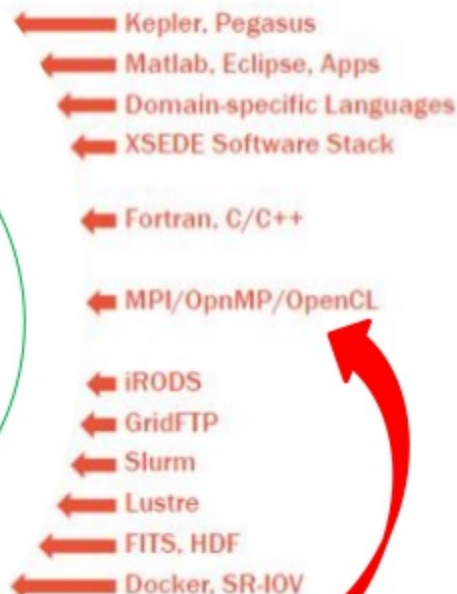 Kepler, Pegasus
Matlab, Eclipse, Apps
Domain-specific Languages
XSEDE Software Stack
Fortran, C/C++
MPI/OpnMP/OpenCL
iRODS
GridFTP
Slurm
Lustre
FITS, HDF
Docker, SR-IOV